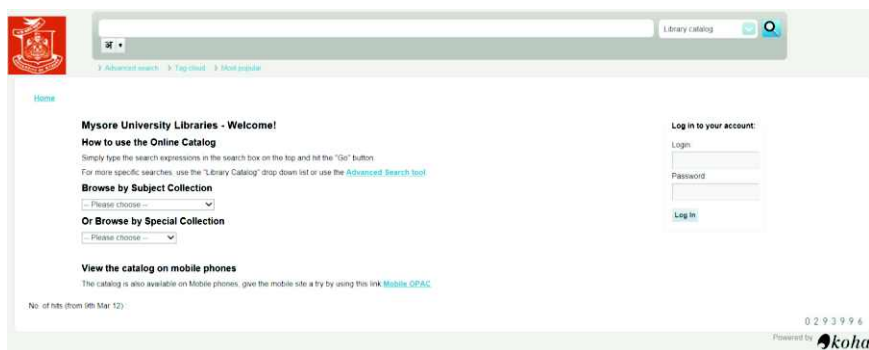 Library catalog
अ
Advanced search Tag cloud Most popular
Home
Mysore University Libraries - Welcome!
How to use the Online Catalog
Simply type the search expressions in the search box on the top and hit the "Go" button.
For more specific searches, use the "Library Catalog" drop down list or use the Advanced Search tool
Browse by Subject Collection
-- Please choose --
Or Browse by Special Collection
-- Please choose --
View the catalog on mobile phones
The catalog is also available on Mobile phones, give the mobile site a try by using this link Mobile OPAC
No. of hits (from 9th Mar 12) :
Log in to your account:
Login
Password
Log In
0293996
Powered by koha